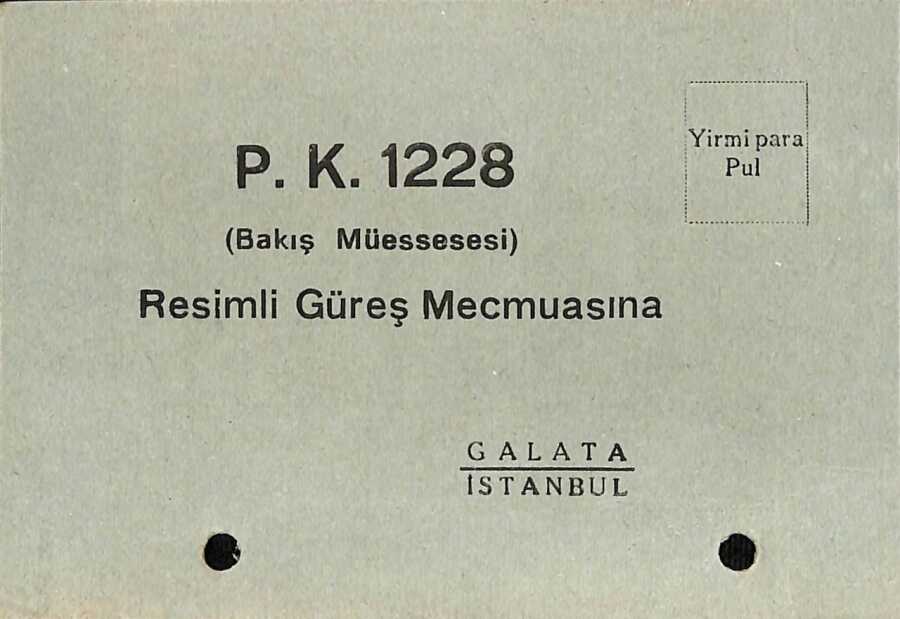 Yirmi para
Pul
P. K. 1228
(Bakış Müessesesi)
Resimli Güreş Mecmuasına
GALATA
İSTANBUL